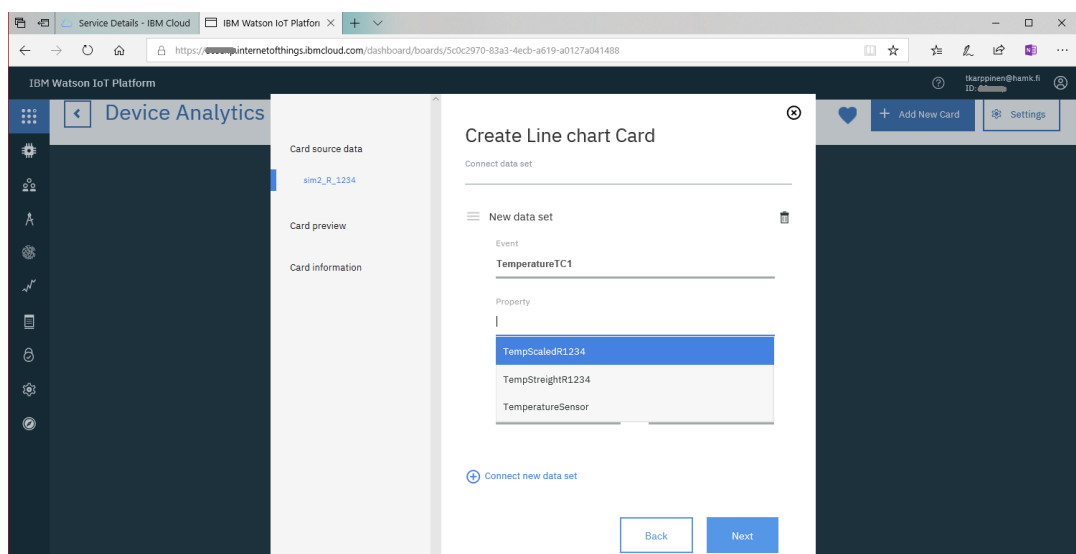 Service Details - IBM Cloud
IBM Watson IoT Platforr
internetofthings.ibmcloud.com/dashboard/boards/5c0c2970-83a3-4ecb-a619-a0127a041488
IBM Watson IoT Platform
tkarppinen@hamk.fi
ID:
Device Analytics
Add New Card
Settings
Card source data
sim2_R_1234
Card preview
Card information
Create Line chart Card
Connect data set
New data set
Event
TemperatureTC1
Property
TempScaledR1234
TempStreightR1234
TemperatureSensor
Connect new data set
Back
Next